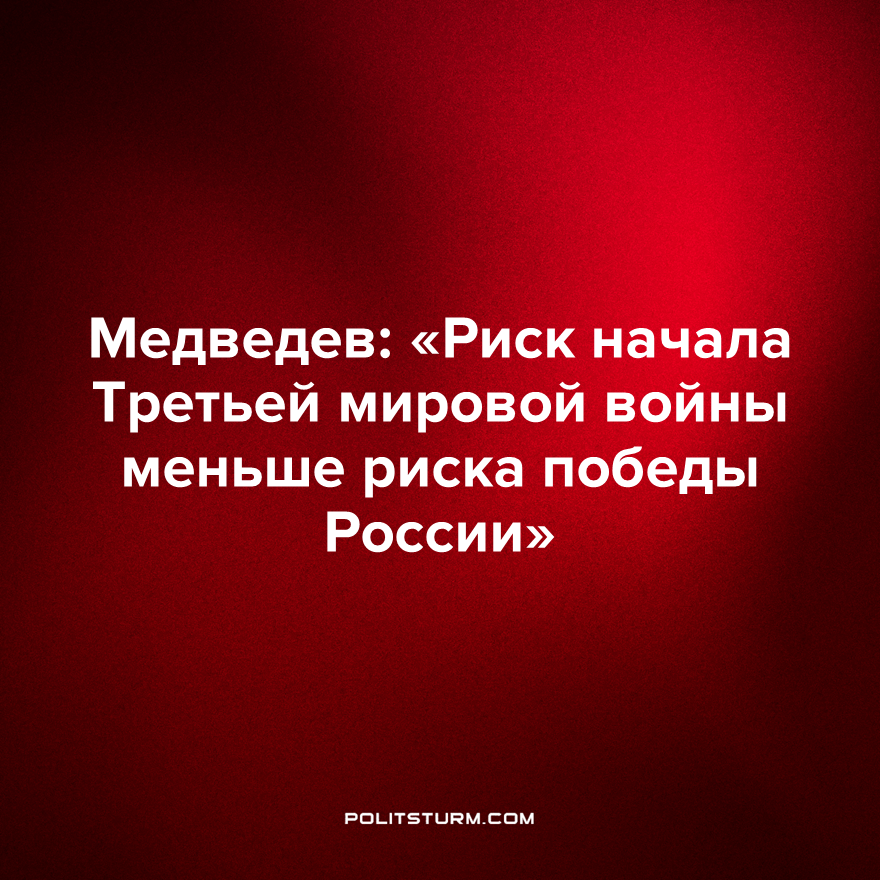 Медведев: «Риск начала
Третьей мировой войны
меньше риска победы
России»
POLITSTURM.COM